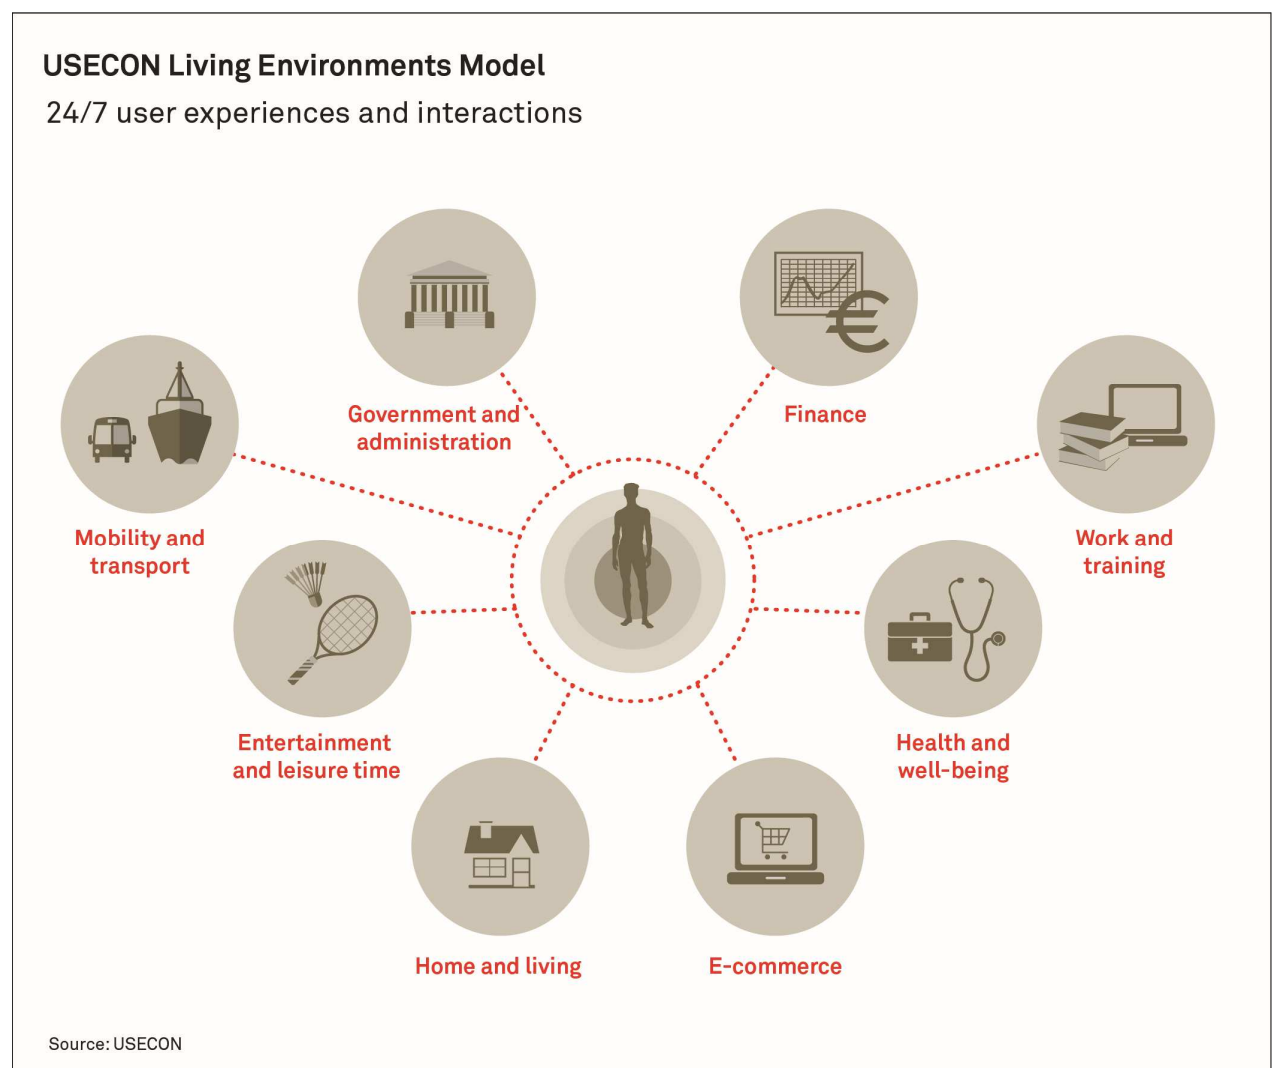 USECON Living Environments Model
24/7 user experiences and interactions
Government and
administration
Finance
Mobility and
transport
Work and
training
Entertainment
and leisure time
Health and
well-being
Home and living
E-commerce
Source: USECON